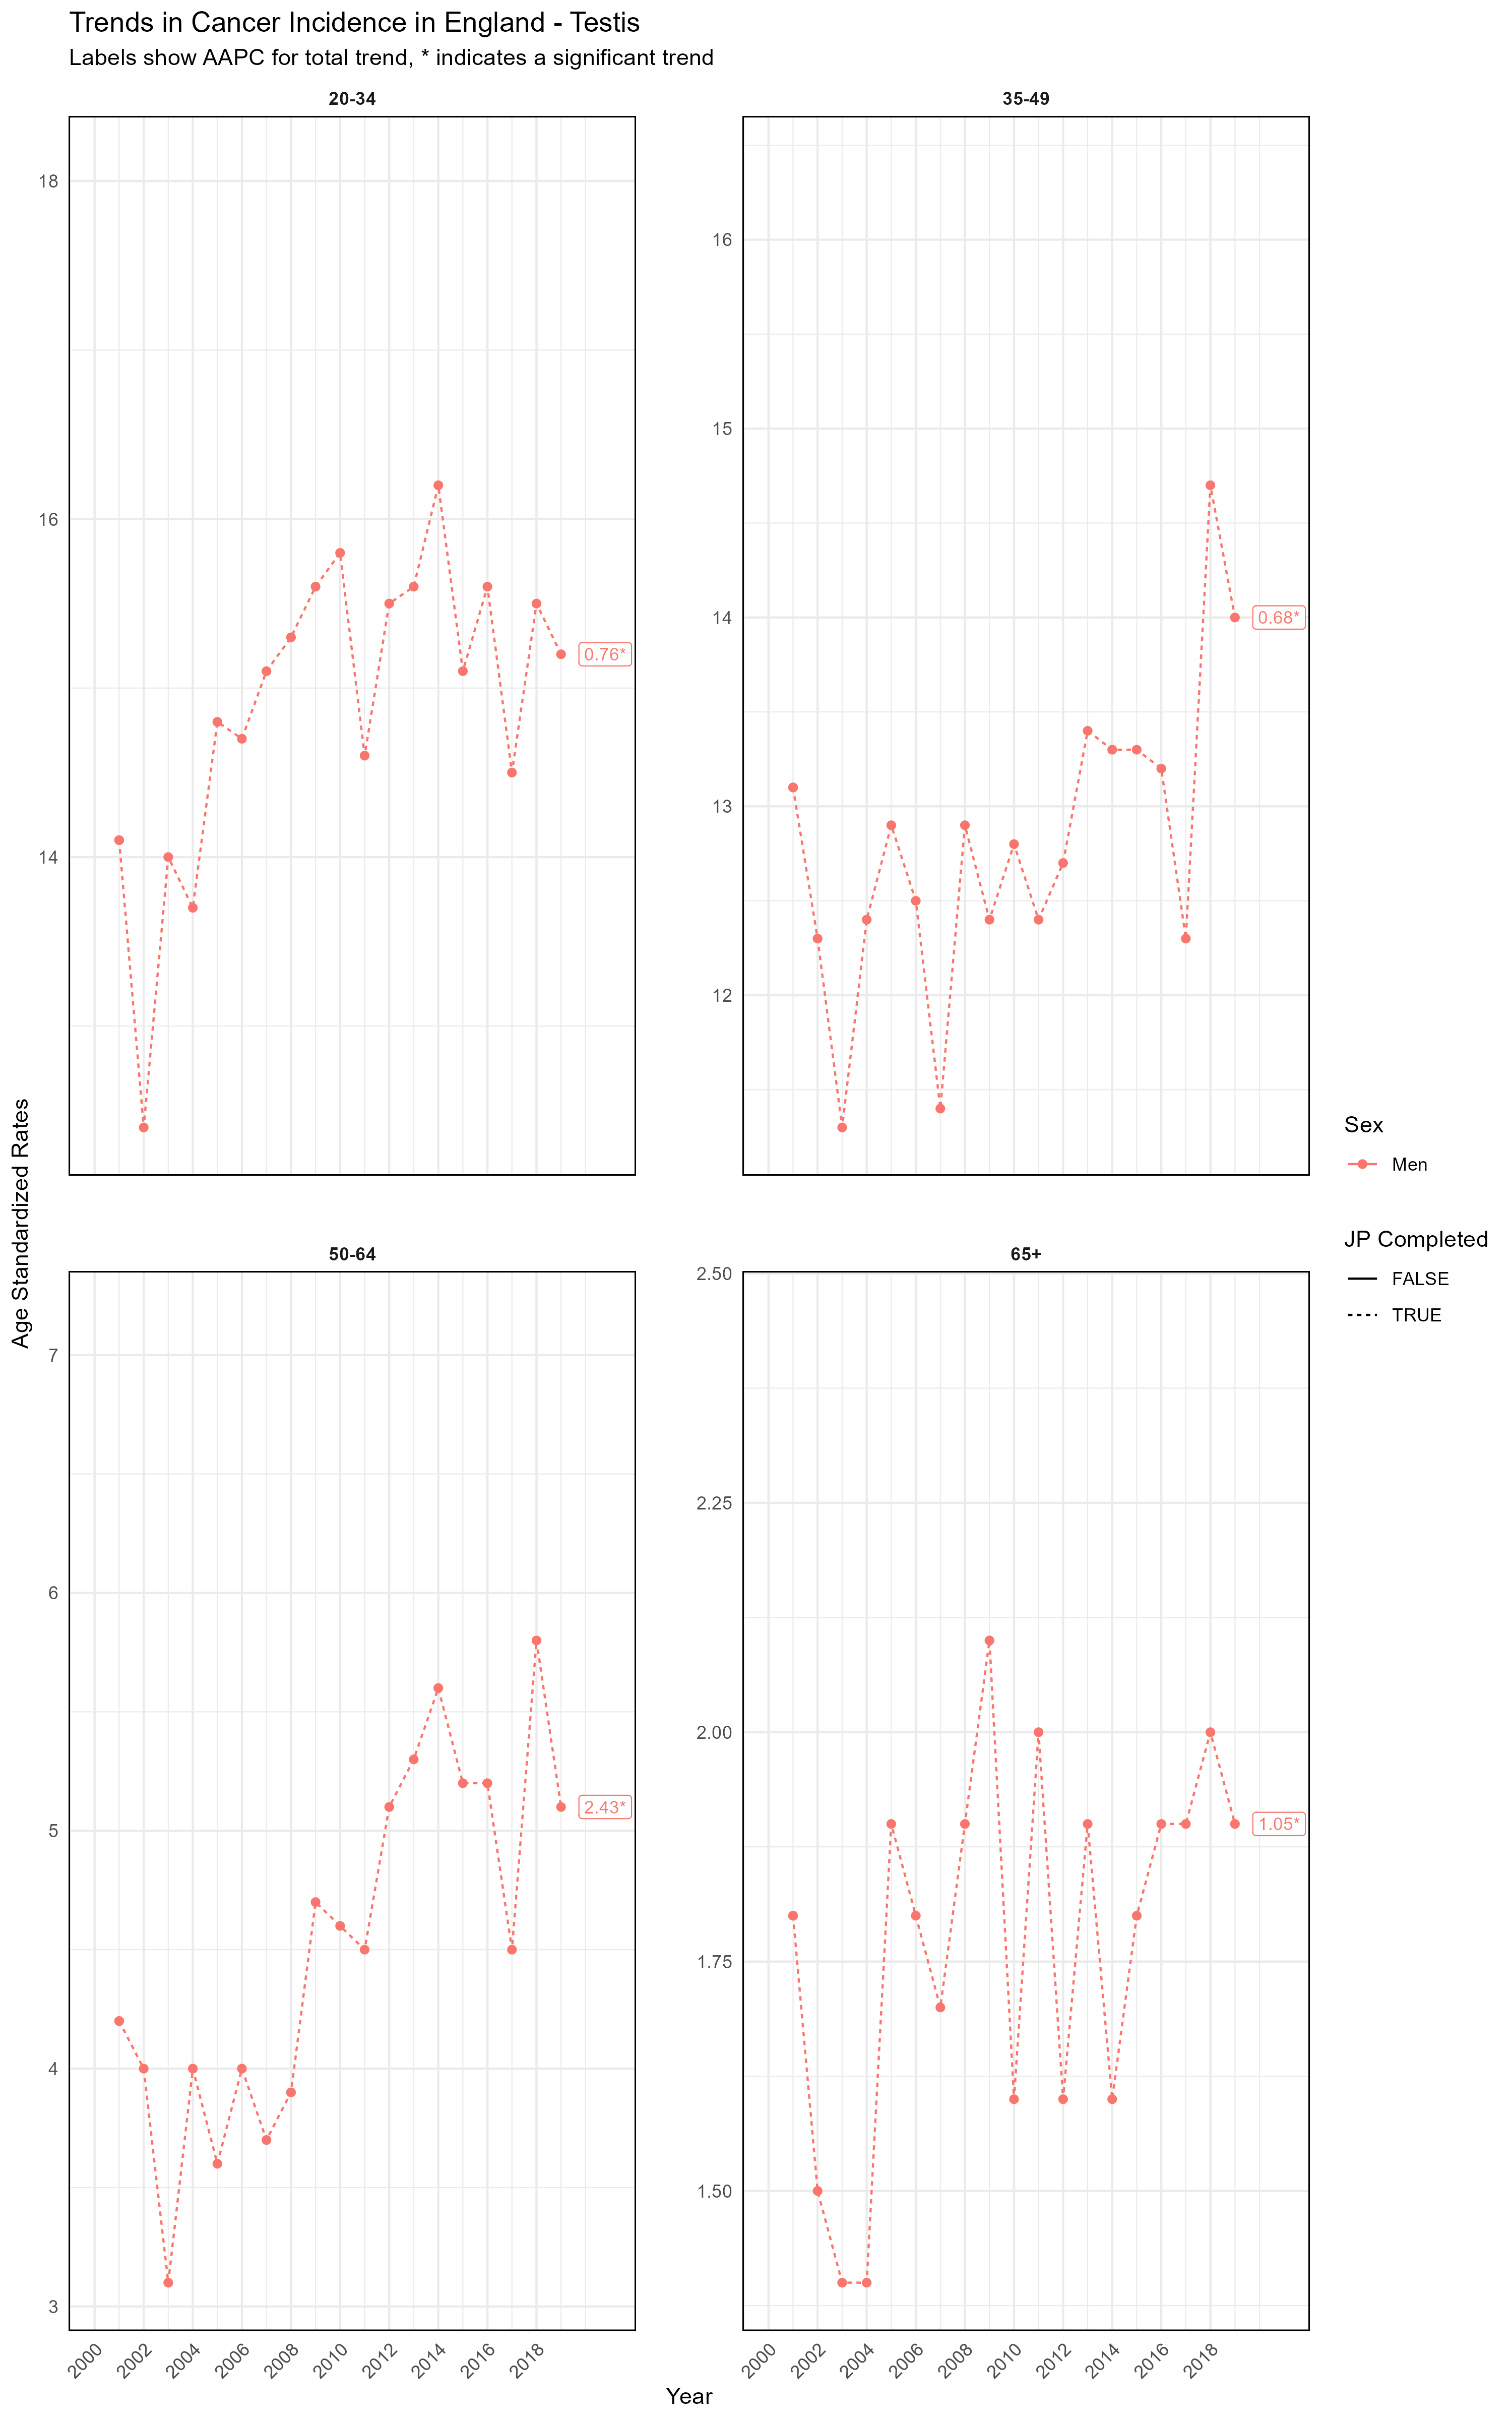 Trends in Cancer Incidence in England - Testis
Labels show AAPC for total trend, * indicates a significant trend
20-34
35-49
18
16
14
0.76*
16
15
14
13
12
0.68*
Age Standardized Rates
50-64
65+
7
6
5
4
3
2.43*
2.50
2.25
2.00
1.75
1.50
1.05*
2000 2002 2004 2006 2008 2010 2012 2014 2016 2018
2000 2002 2004 2006 2008 2010 2012 2014 2016 2018
Year
Sex
Men
JP Completed
FALSE
TRUE